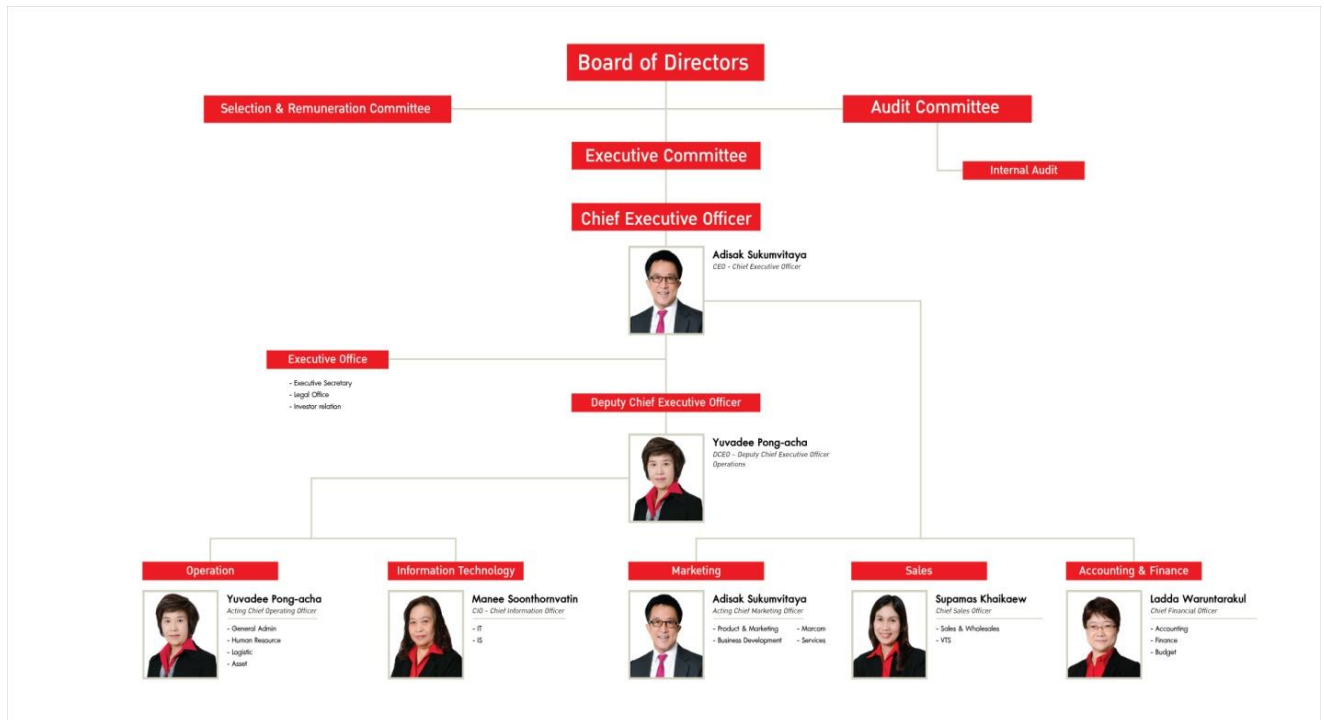 Board of Directors
Selection & Remuneration Committee
Audit Committee
Executive Committee
Internal Audit
Chief Executive Officer
Adisak Sukumvitaya
CEO - Chief Executive Officer
Executive Office
- Executive Secretary
- Legal Office
- Investor relation
Deputy Chief Executive Officer
Yuvadee Pong-acha
DCEO - Deputy Chief Executive Officer
Operations
Operation
Yuvadee Pong-acha
Acting Chief Operating Officer
- General Admin
- Human Resource
- Logistic
- Asset
Information Technology
Manee Soonthornvatin
CIO - Chief Information Officer
- IT
- IS
Marketing
Adisak Sukumvitaya
Acting Chief Marketing Officer
- Product & Marketing - Marcom
- Business Development - Services
Sales
Supamas Khaikaew
Chief Sales Officer
- Sales & Wholesales
- VTS
Accounting & Finance
Ladda Waruntarakul
Chief Financial Officer
- Accounting
- Finance
- Budget